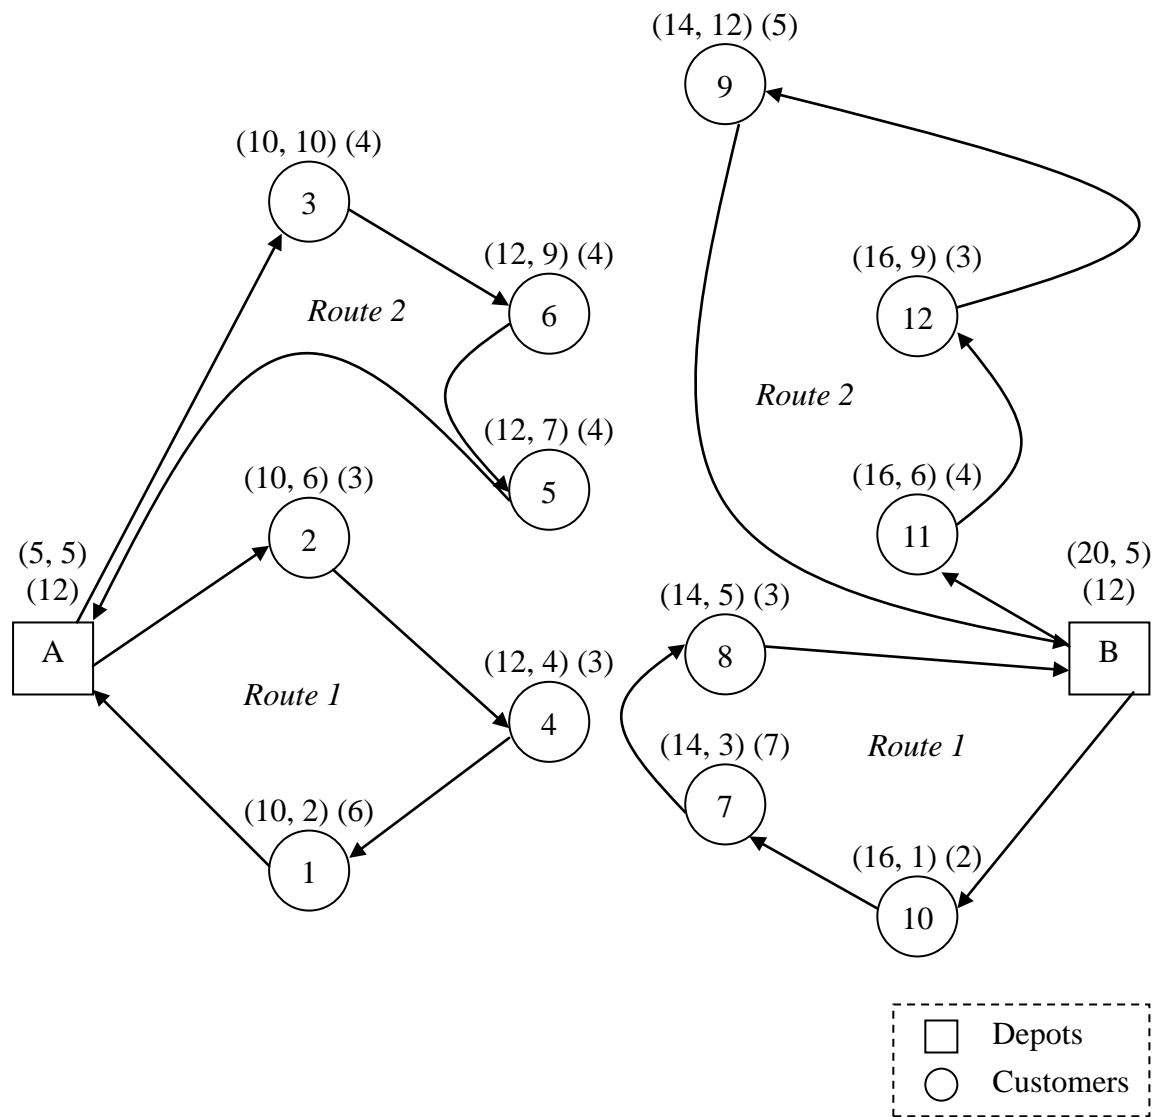 (14, 12) (5)
9
(10, 10) (4)
3
(12, 9) (4)
6
(16, 9) (3)
12
Route 2
Route 2
(12, 7) (4)
5
(10, 6) (3)
2
(16, 6) (4)
11
(5, 5)
(12)
A
(20, 5)
(12)
B
(14, 5) (3)
8
(12, 4) (3)
4
Route 1
Route 1
(14, 3) (7)
7
(10, 2) (6)
1
(16, 1) (2)
10
Depots
Customers